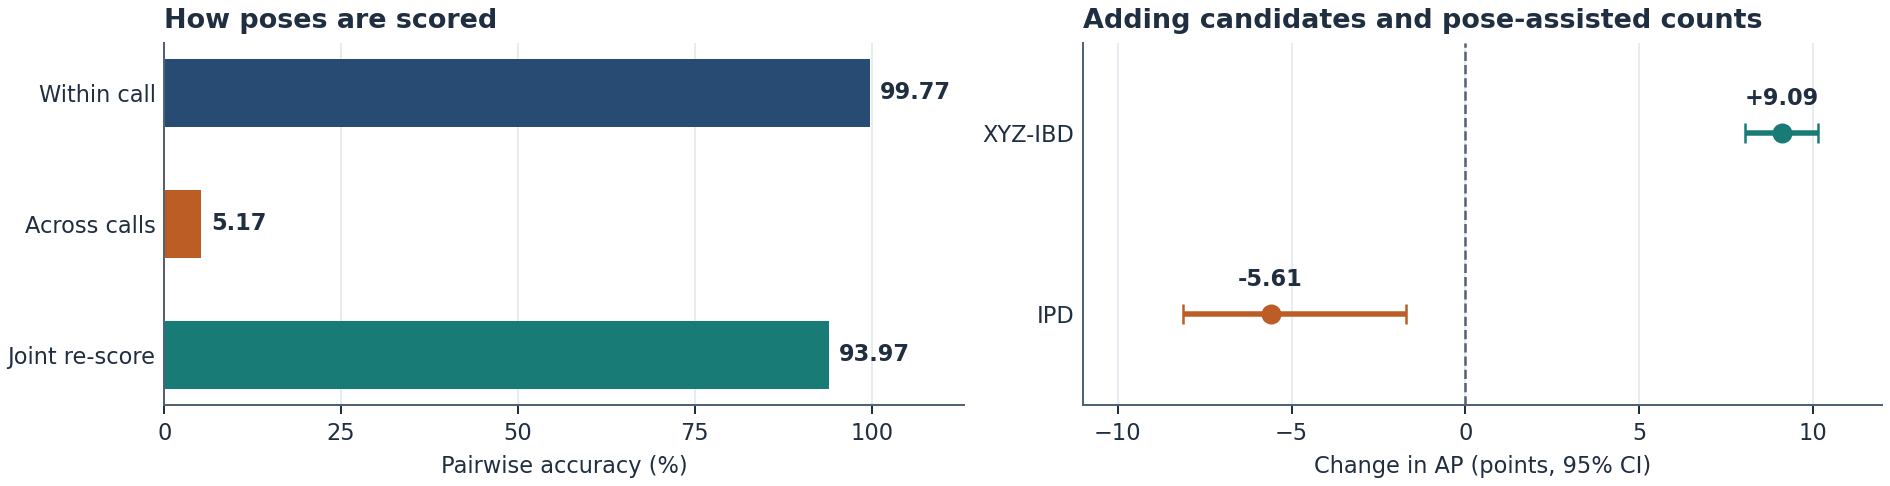 How poses are scored
Within call
99.77
Across calls
5.17
Joint re-score
93.97
0
25
50
75
100
Pairwise accuracy (%)
Adding candidates and pose-assisted counts
XYZ-IBD
+9.09
IPD
-5.61
−10
−5
0
5
10
Change in AP (points, 95% CI)